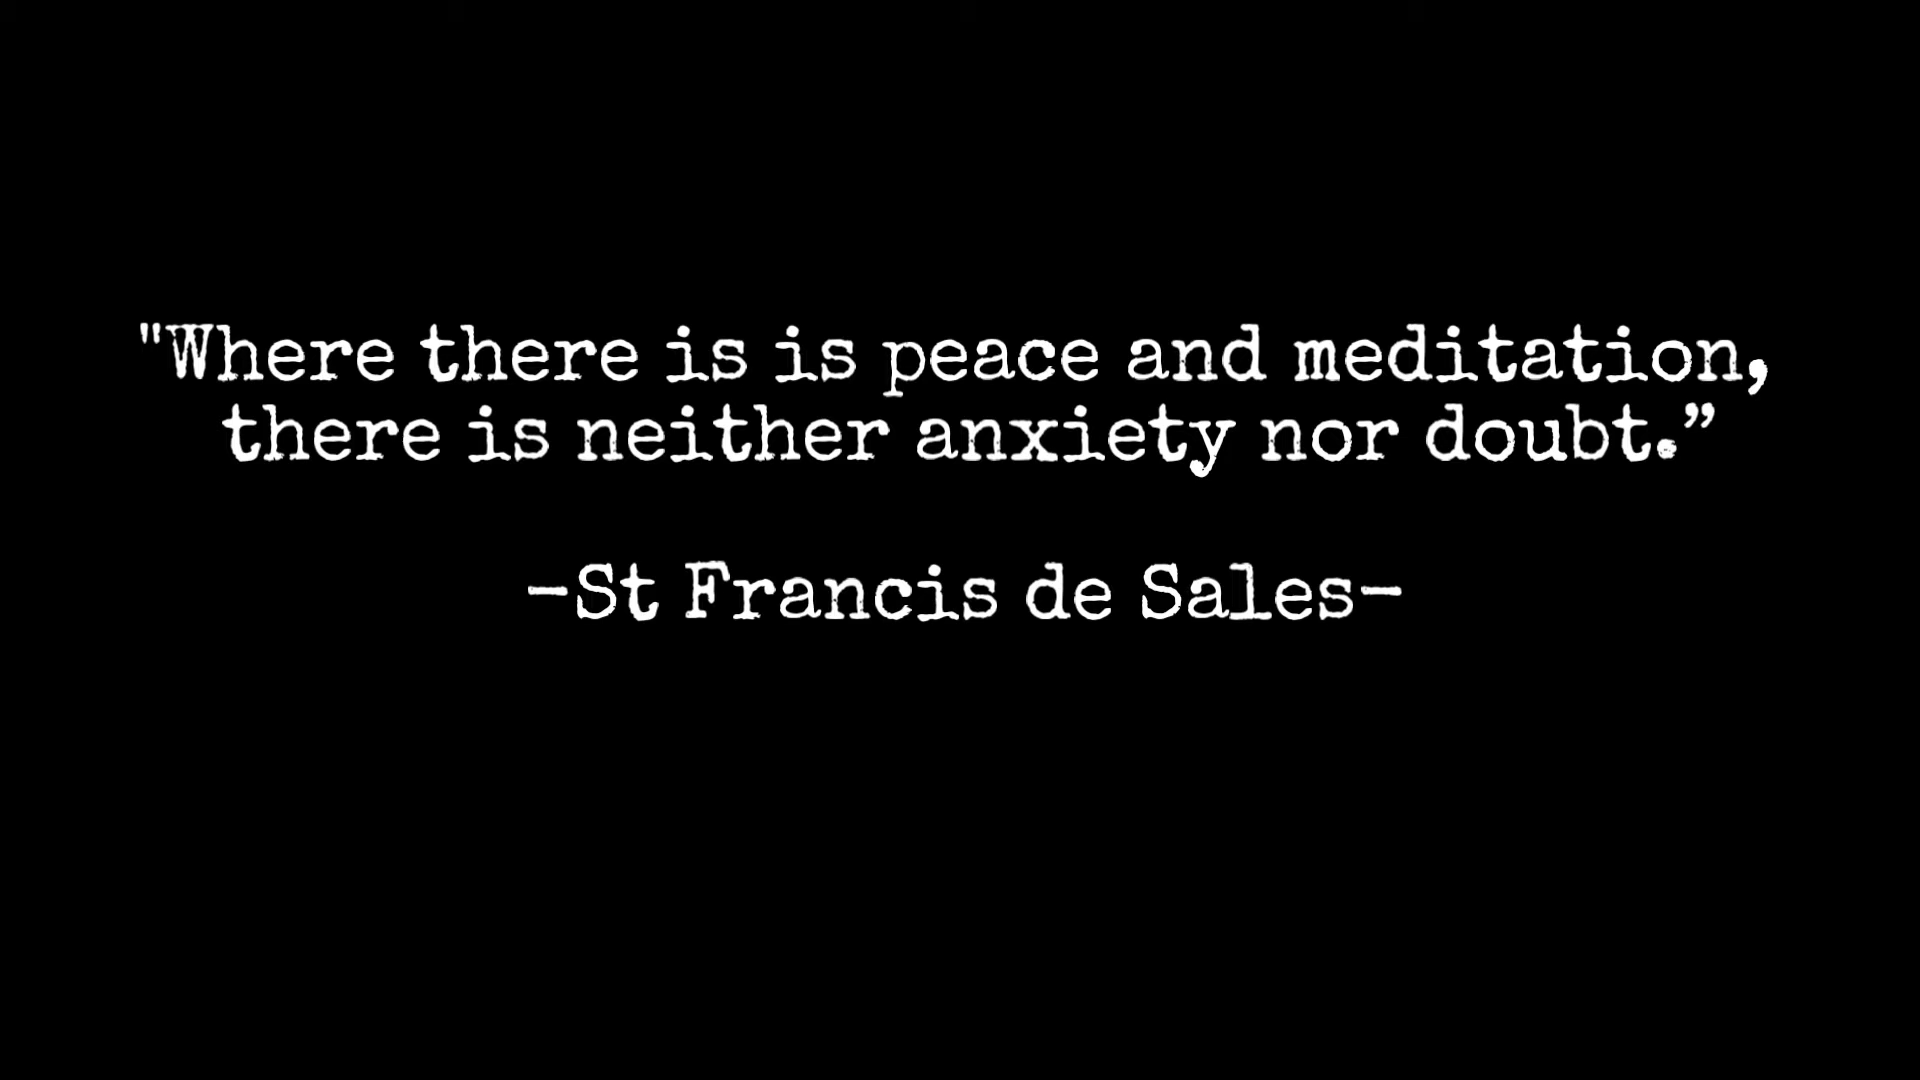 "Where there is is peace and meditation,
there is neither anxiety nor doubt.”
-St Francis de Sales-